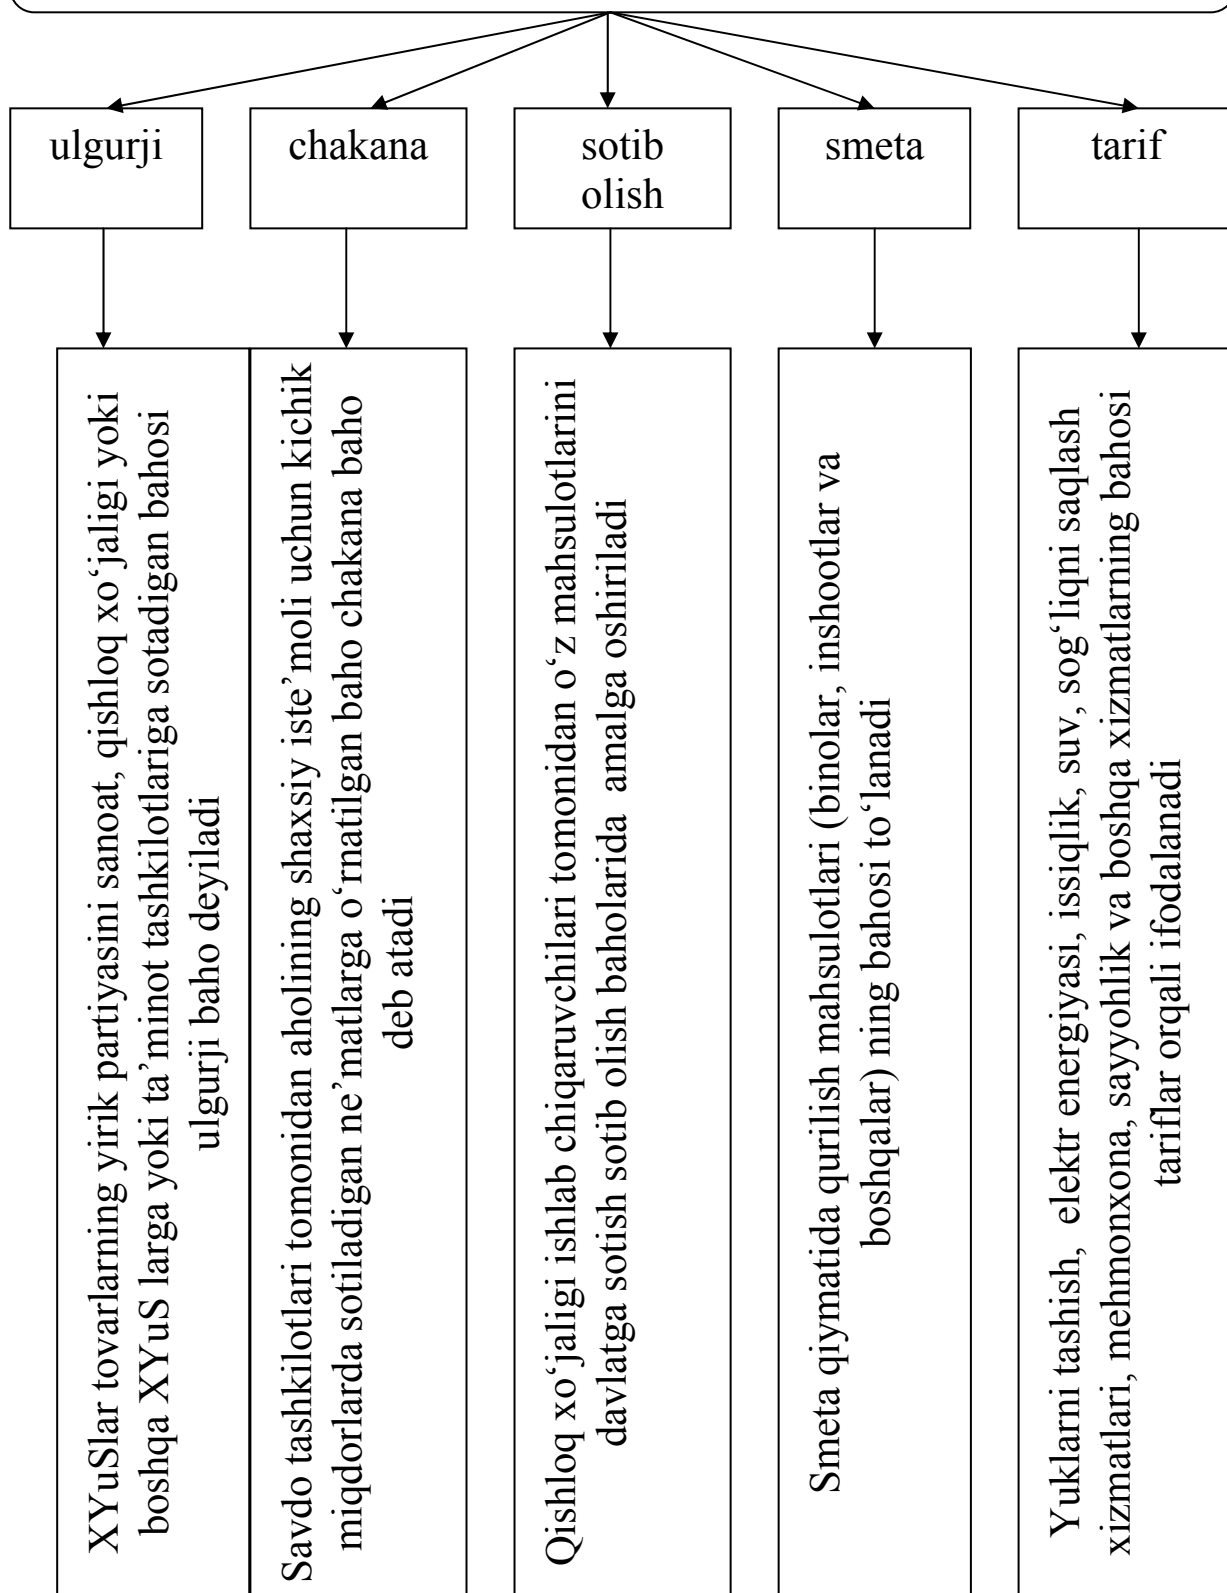 ulgurji
chakana
sotib
olish
smeta
tarif
XYuSlar tovarlarning yirik partiyasini sanoat, qishloq xo‘jaligi yoki
boshqa XYuS larga yoki ta’minot tashkilotlariga sotadigan bahosi
ulgurji baho deyiladi
Savdo tashkilotlari tomonidan aholining shaxsiy iste’moli uchun kichik
miqdorlarda sotiladigan ne’matlarga o‘rnatilgan baho chakana baho
deb atadi
Qishloq xo‘jaligi ishlab chiqaruvchilari tomonidan o‘z mahsulotlarini
davlatga sotish sotib olish baholarida amalga oshiriladi
Smeta qiymatida qurilish mahsulotlari (binolar, inshootlar va
boshqalar) ning bahosi to‘lanadi
Yuklarni tashish, elektr energiyasi, issiqlik, suv, sog‘liqni saqlash
xizmatlari, mehmonxona, sayyohlik va boshqa xizmatlarning bahosi
tariflar orqali ifodalanadi